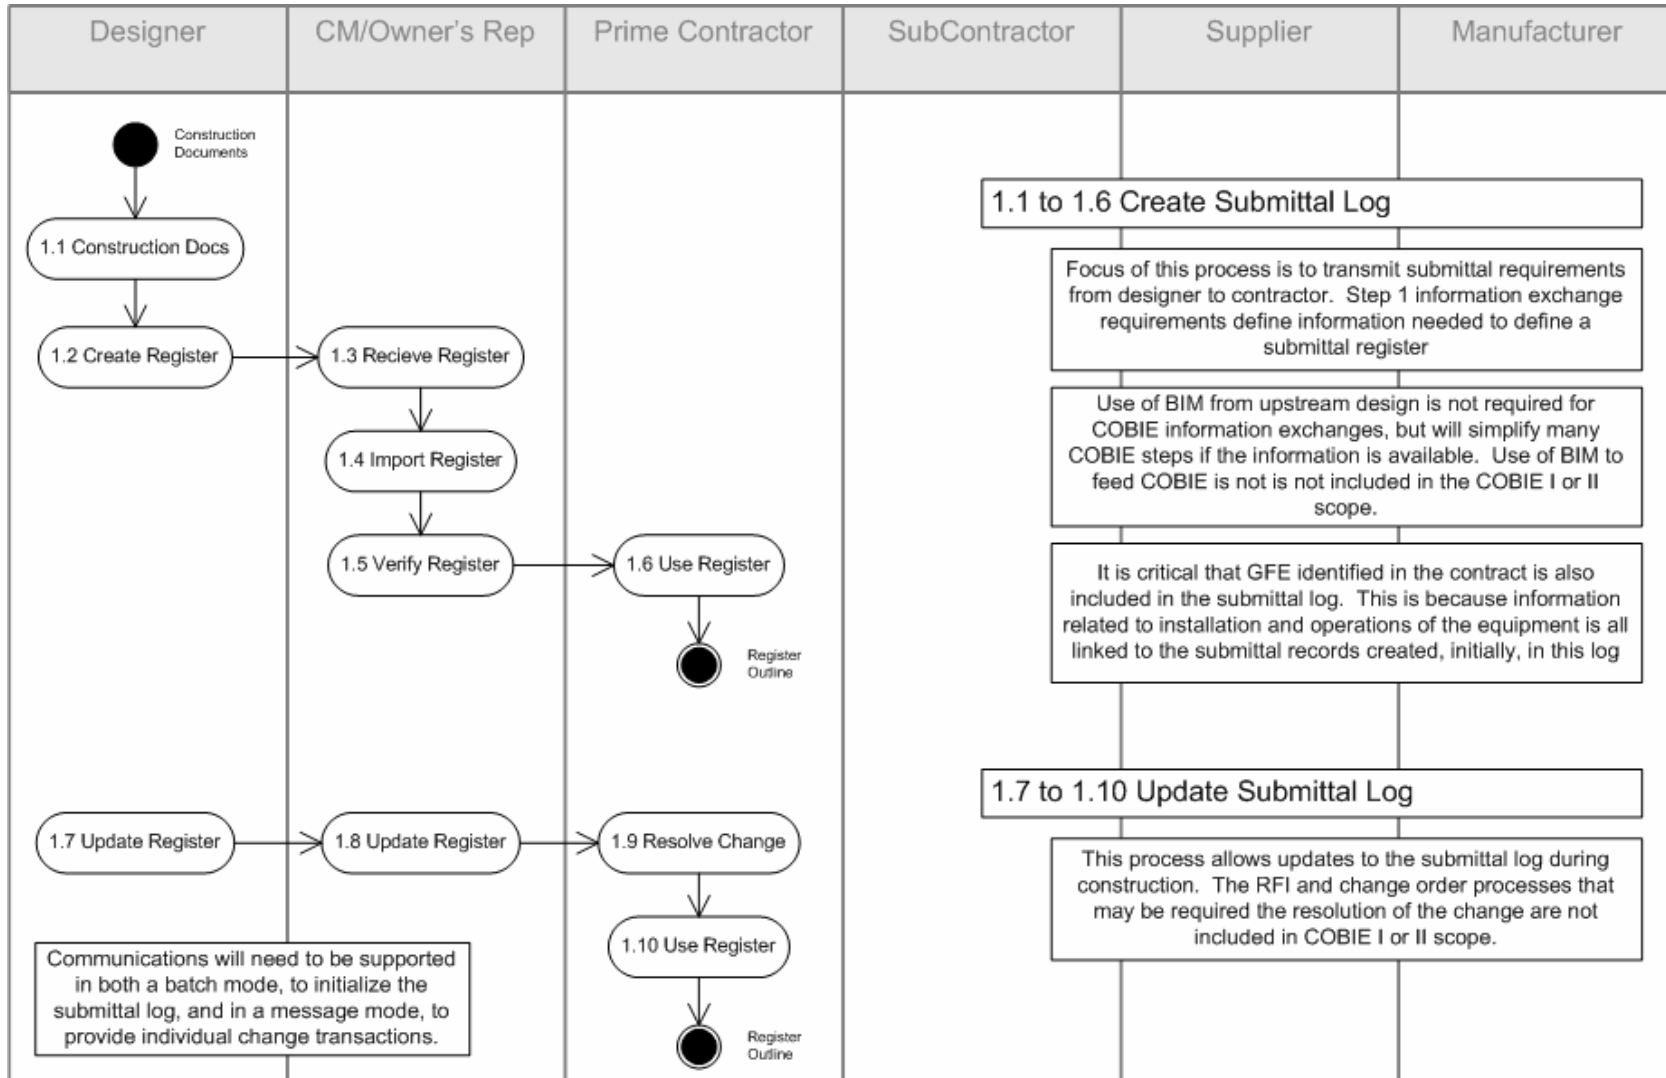 Designer
CM/Owner's Rep
Prime Contractor
SubContractor
Supplier
Manufacturer
Construction
Documents
1.1 Construction Docs
1.2 Create Register
1.3 Recieve Register
1.4 Import Register
1.5 Verify Register
1.6 Use Register
Register
Outline
1.1 to 1.6 Create Submittal Log
Focus of this process is to transmit submittal requirements
from designer to contractor. Step 1 information exchange
requirements define information needed to define a
submittal register
Use of BIM from upstream design is not required for
COBIE information exchanges, but will simplify many
COBIE steps if the information is available. Use of BIM to
feed COBIE is not is not included in the COBIE I or II
scope.
It is critical that GFE identified in the contract is also
included in the submittal log. This is because information
related to installation and operations of the equipment is all
linked to the submittal records created, initially, in this log
1.7 Update Register
1.8 Update Register
1.9 Resolve Change
1.10 Use Register
Register
Outline
Communications will need to be supported
in both a batch mode, to initialize the
submittal log, and in a message mode, to
provide individual change transactions.
1.7 to 1.10 Update Submittal Log
This process allows updates to the submittal log during
construction. The RFI and change order processes that
may be required the resolution of the change are not
included in COBIE I or II scope.